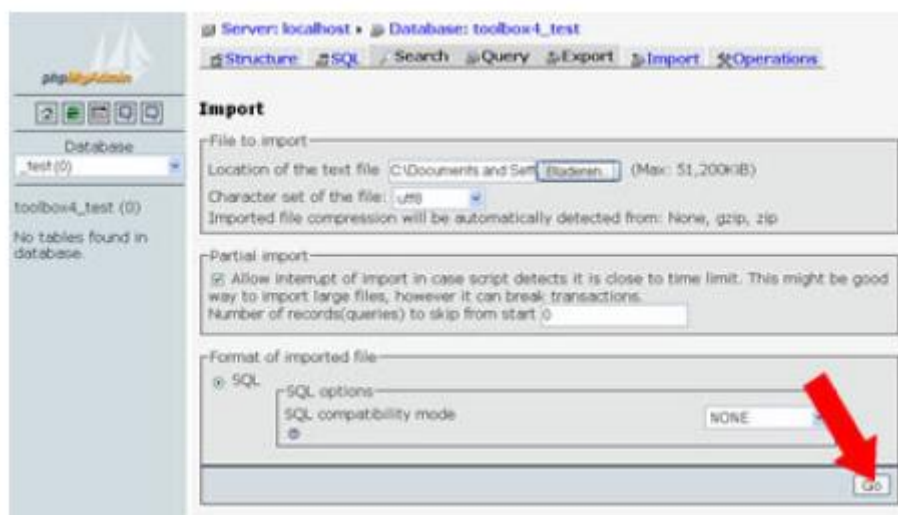 Server: localhost ▸ Database: toolbox4_test
Structure SQL Search Query Export Import Operations
phpMyAdmin
Database
_test (0)
toolbox4_test (0)
No tables found in database.
Import
File to import
Location of the text file C:\Documents and Sett Bladeren... (Max: 51,200KiB)
Character set of the file: utf8
Imported file compression will be automatically detected from: None, gzip, zip
Partial import
Allow interrupt of import in case script detects it is close to time limit. This might be good
way to import large files, however it can break transactions.
Number of records(queries) to skip from start 0
Format of imported file
SQL
SQL options
SQL compatibility mode NONE
Go